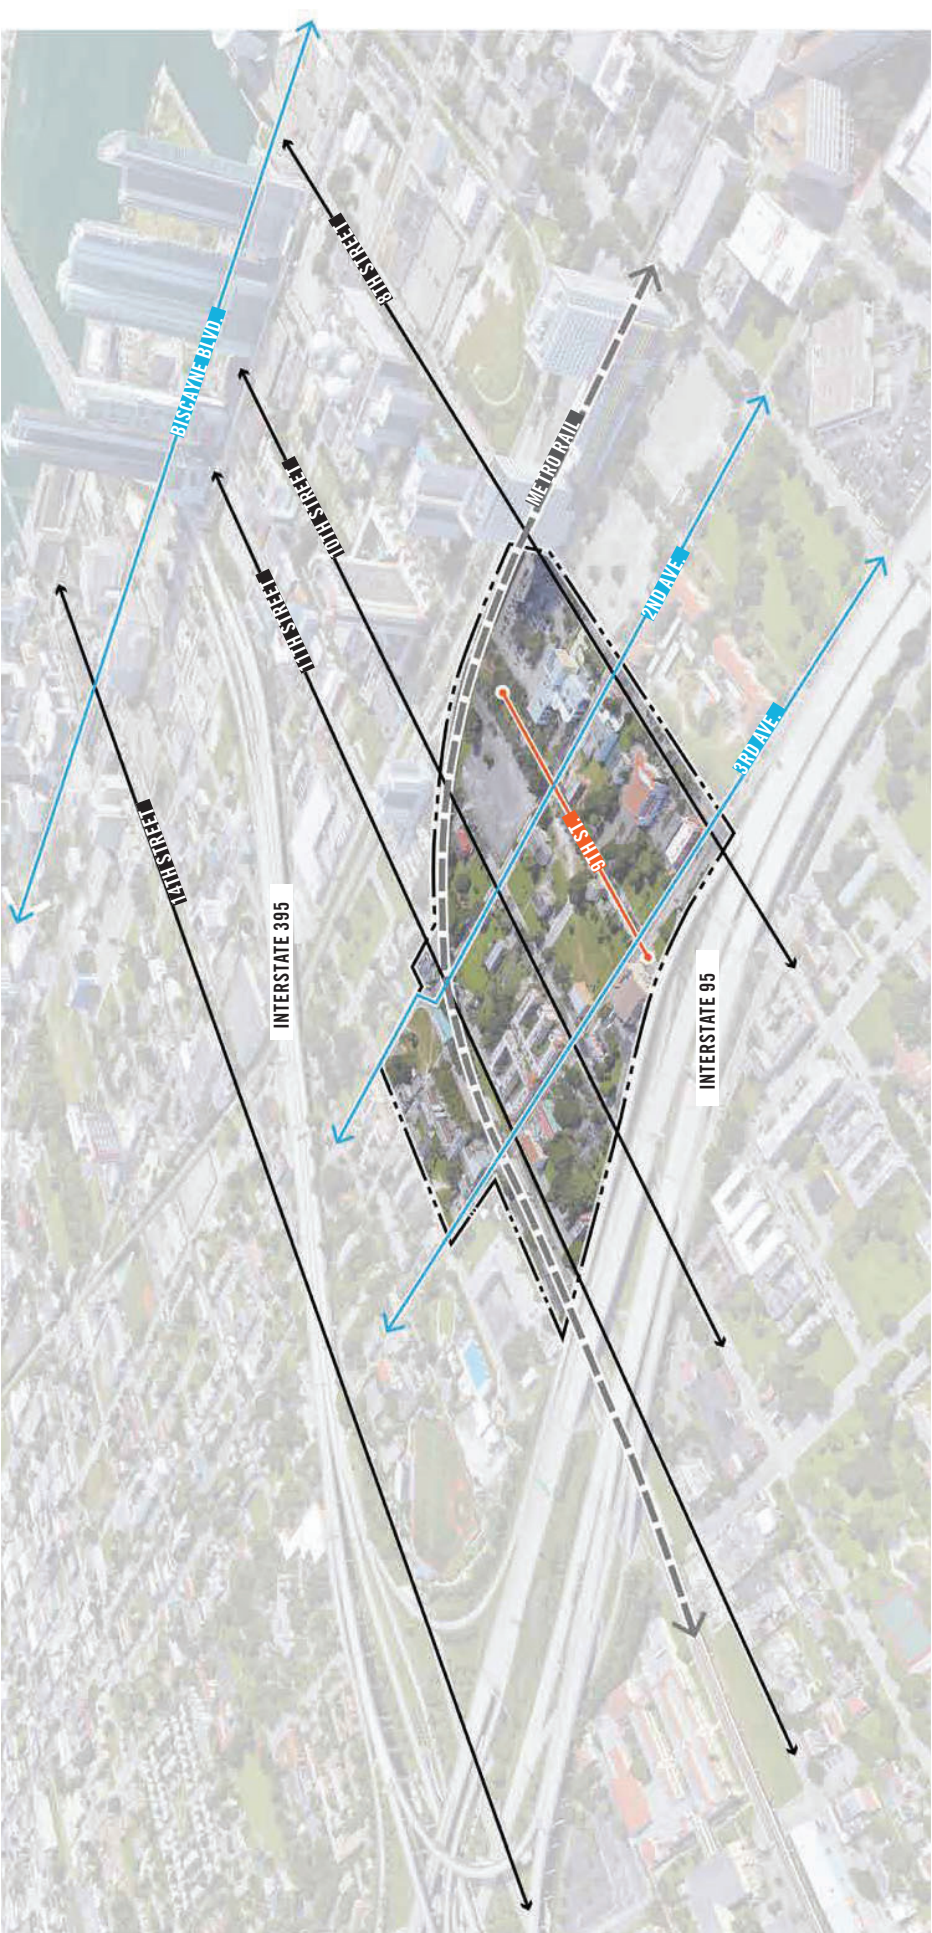 8TH STREET
BISCAYNE BLVD.
METRO RAIL
10TH STREET
11TH STREET
2ND AVE.
3RD AVE.
14TH STREET
9TH ST.
INTERSTATE 395
INTERSTATE 95